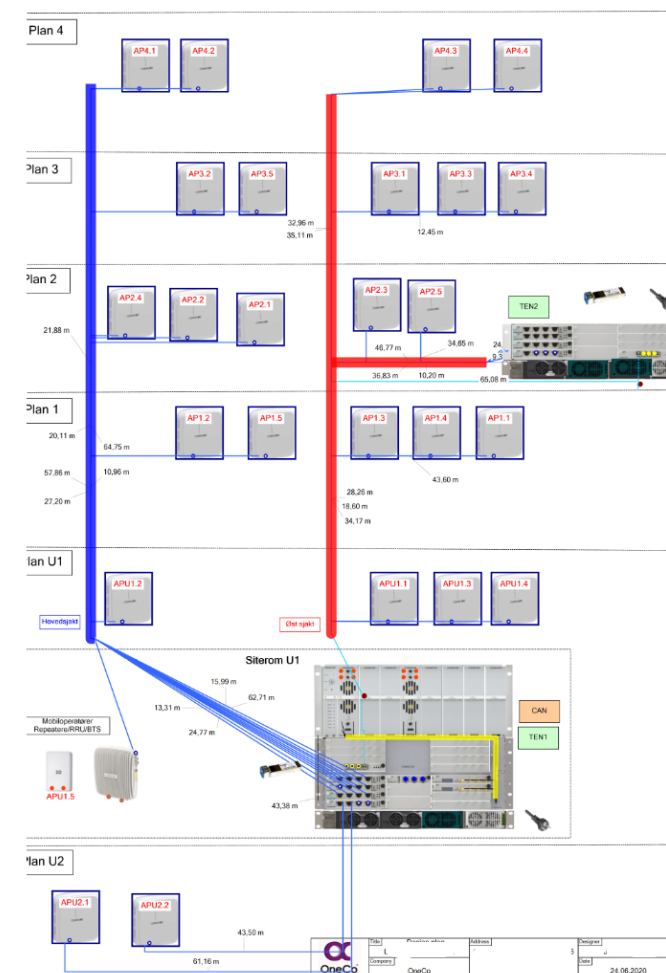 Plan 4
AP4.1 AP4.2 AP4.3 AP4.4
Plan 3
AP3.2 AP3.5 AP3.1 AP3.3 AP3.4
32,96 m
35,11 m
12,45 m
Plan 2
AP2.4 AP2.2 AP2.1 AP2.3 AP2.5
TEN2
21,88 m
46,77 m 34,65 m
36,83 m 10,20 m
65,08 m
Plan 1
AP1.2 AP1.5 AP1.3 AP1.4 AP1.1
20,11 m
64,75 m
57,86 m 10,96 m
27,20 m
43,60 m
28,28 m
18,60 m
34,17 m
lan U1
APU1.2 APU1.1 APU1.3 APU1.4
Hovedsjakt
Øst sjakt
Siterom U1
15,99 m
13,31 m 62,71 m
24,77 m
CAN
TEN1
Mobiloperatører
Repeatere/RRU/BTS
APU1.5
43,38 m
lan U2
APU2.1 APU2.2
43,50 m
61,16 m
Title Address Designer
Company Date
OneCo OneCo 24.06.2020